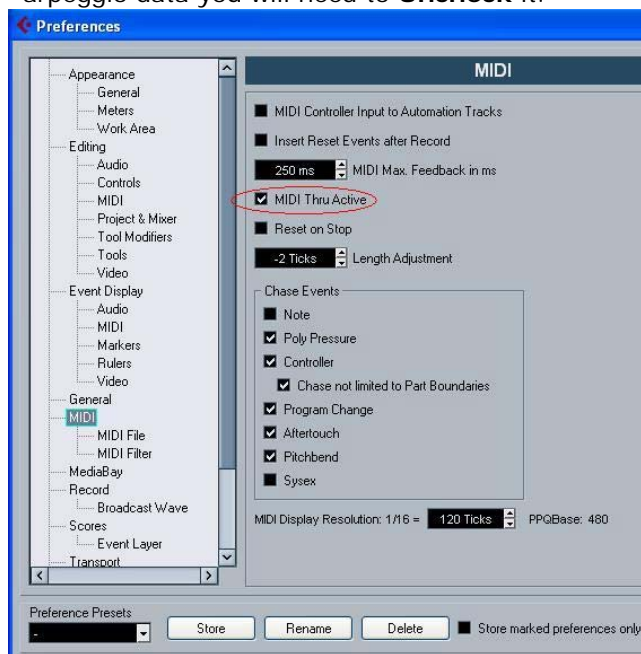 arpeggio data you will need to Uncheck it.
Preferences
Appearance
General
Meters
Work Area
Editing
Audio
Controls
MIDI
Project & Mixer
Tool Modifiers
Tools
Video
Event Display
Audio
MIDI
Markers
Rulers
Video
General
MIDI
MIDI File
MIDI Filter
MediaBay
Record
Broadcast Wave
Scores
Event Layer
Transport
MIDI
MIDI Controller Input to Automation Tracks
Insert Reset Events after Record
250 ms MIDI Max. Feedback in ms
MIDI Thru Active
Reset on Stop
-2 Ticks Length Adjustment
Chase Events
Note
Poly Pressure
Controller
Chase not limited to Part Boundaries
Program Change
Aftertouch
Pitchbend
Sysex
MIDI Display Resolution: 1/16 = 120 Ticks PPQBase: 480
Preference Presets
- Store Rename Delete Store marked preferences only